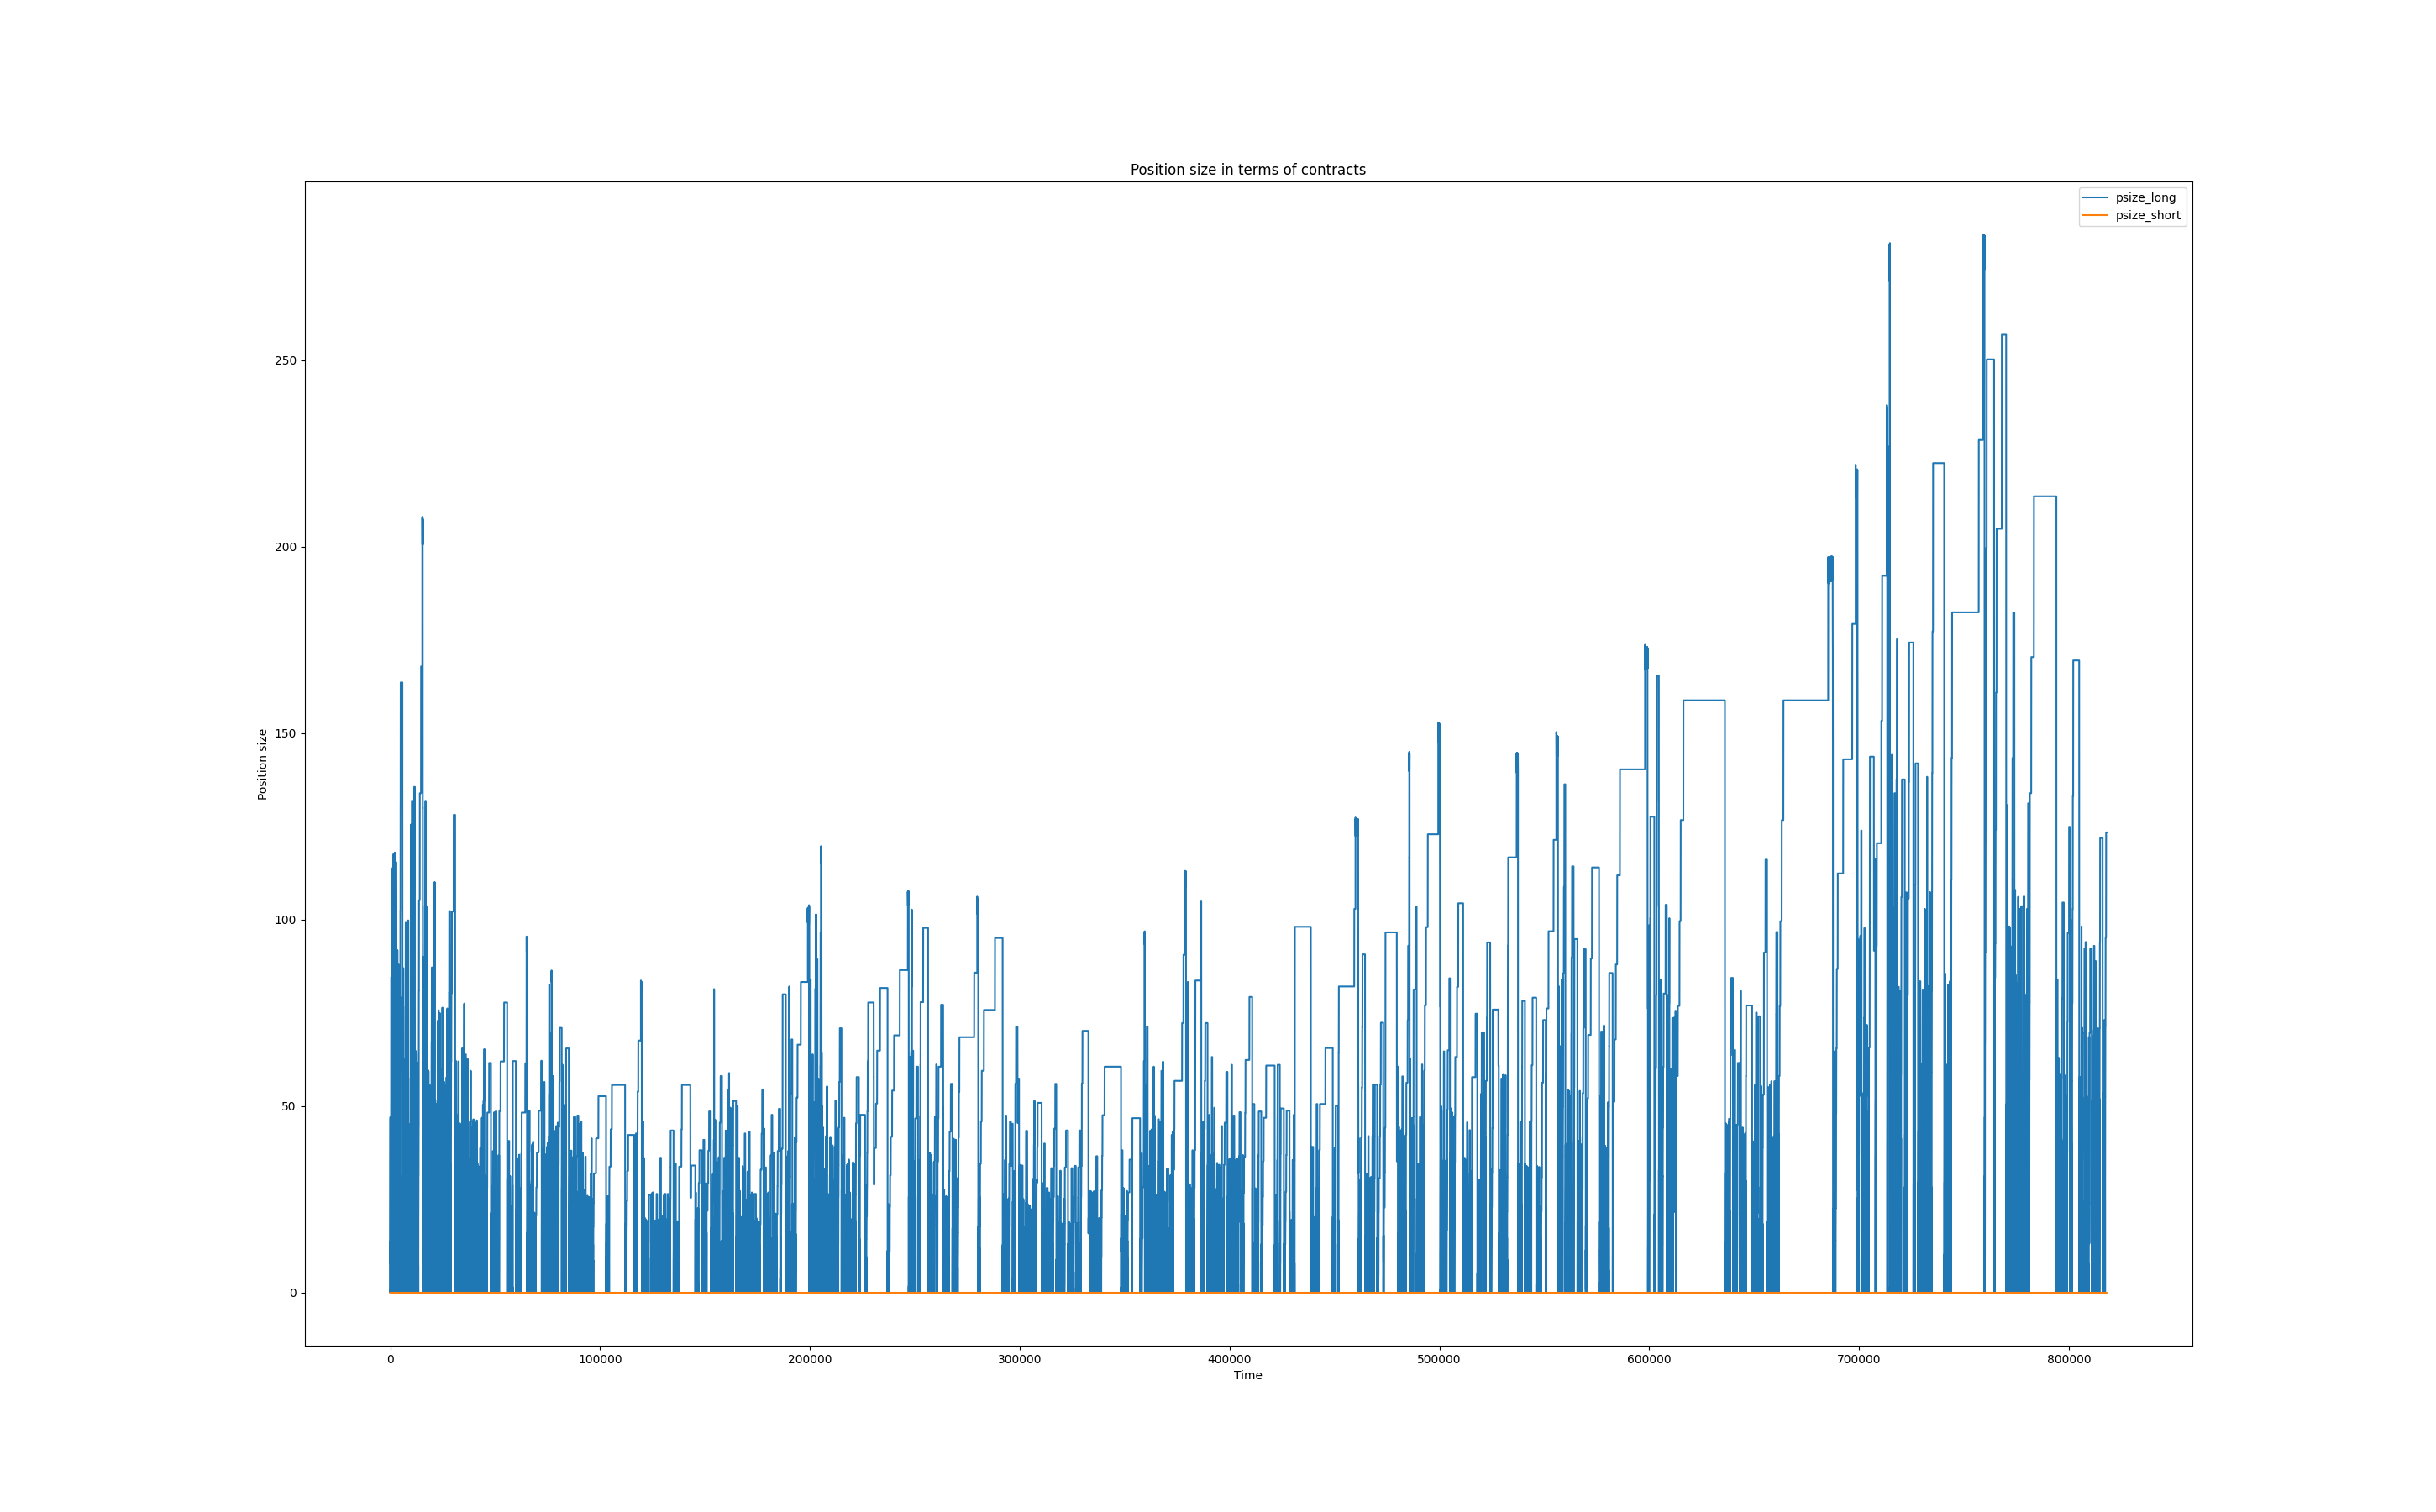 Position size in terms of contracts
psize_long
psize_short
250
200
150
100
50
0
Position size
0 100000 200000 300000 400000 500000 600000 700000 800000
Time